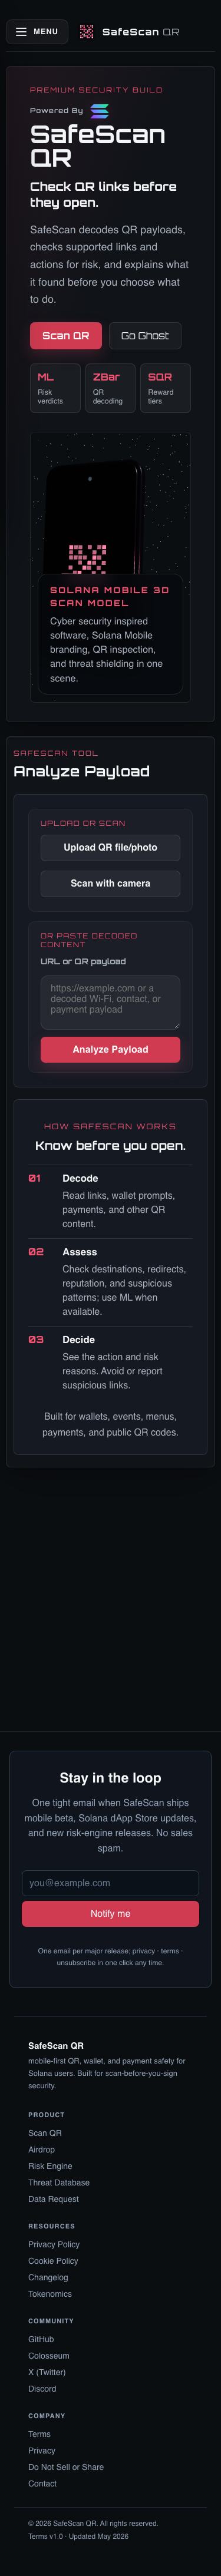 MENU
SafeScan QR
PREMIUM SECURITY BUILD
Powered By
SafeScan
QR
Check QR links before
they open.
SafeScan decodes QR payloads,
checks supported links and
actions for risk, and explains what
it found before you choose what
to do.
Scan QR
Go Ghost
ML
Risk
verdicts
ZBar
QR
decoding
SQR
Reward
tiers
SOLANA MOBILE 3D
SCAN MODEL
Cyber security inspired
software, Solana Mobile
branding, QR inspection,
and threat shielding in one
scene.
SAFESCAN TOOL
Analyze Payload
UPLOAD OR SCAN
Upload QR file/photo
Scan with camera
OR PASTE DECODED
CONTENT
URL or QR payload
https://example.com or a
decoded Wi-Fi, contact, or
payment payload
Analyze Payload
HOW SAFESCAN WORKS
Know before you open.
01
Decode
Read links, wallet prompts,
payments, and other QR
content.
02
Assess
Check destinations, redirects,
reputation, and suspicious
patterns; use ML when
available.
03
Decide
See the action and risk
reasons. Avoid or report
suspicious links.
Built for wallets, events, menus,
payments, and public QR codes.
Stay in the loop
One tight email when SafeScan ships
mobile beta, Solana dApp Store updates,
and new risk-engine releases. No sales
spam.
you@example.com
Notify me
One email per major release; privacy · terms ·
unsubscribe in one click any time.
SafeScan QR
mobile-first QR, wallet, and payment safety for
Solana users. Built for scan-before-you-sign
security.
PRODUCT
Scan QR
Airdrop
Risk Engine
Threat Database
Data Request
RESOURCES
Privacy Policy
Cookie Policy
Changelog
Tokenomics
COMMUNITY
GitHub
Colosseum
X (Twitter)
Discord
COMPANY
Terms
Privacy
Do Not Sell or Share
Contact
© 2026 SafeScan QR. All rights reserved.
Terms v1.0 · Updated May 2026